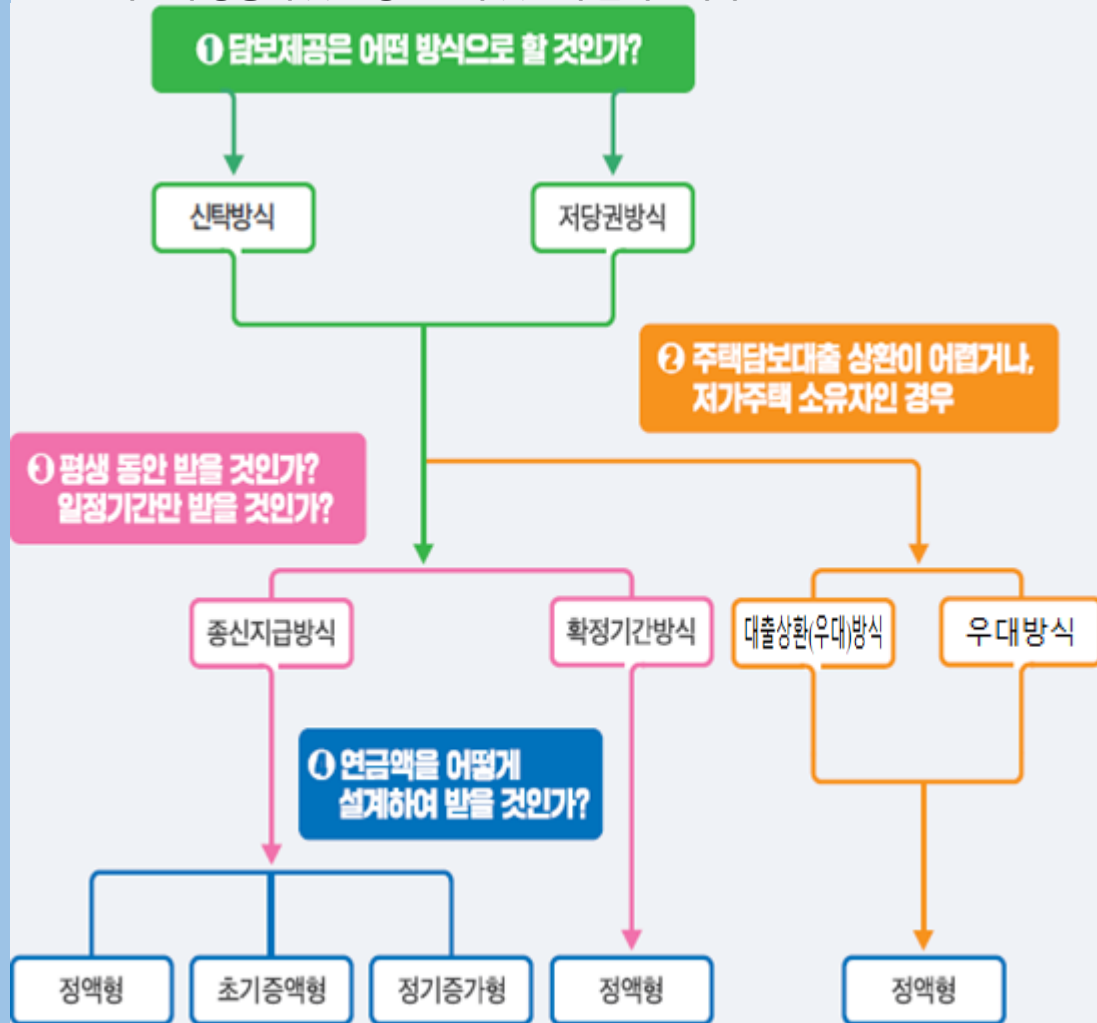 ❶ 담보제공은 어떤 방식으로 할 것인가?
신탁방식
저당권방식
❷ 주택담보대출 상환이 어렵거나,
저가주택 소유자인 경우
❸ 평생 동안 받을 것인가?
일정기간만 받을 것인가?
종신지급방식
확정기간방식
대출상환(우대)방식
우대방식
❹ 연금액을 어떻게
설계하여 받을 것인가?
정액형
초기증액형
정기증가형
정액형
정액형